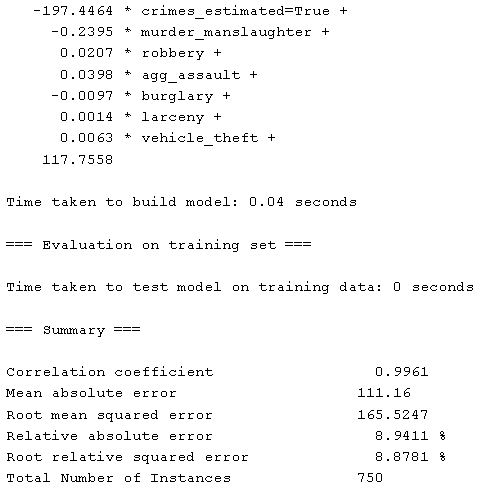 -197.4464 * crimes_estimated=True +
-0.2395 * murder_manslaughter +
0.0207 * robbery +
0.0398 * agg_assault +
-0.0097 * burglary +
0.0014 * larceny +
0.0063 * vehicle_theft +
117.7558
Time taken to build model: 0.04 seconds
=== Evaluation on training set ===
Time taken to test model on training data: 0 seconds
=== Summary ===
Correlation coefficient 0.9961
Mean absolute error 111.16
Root mean squared error 165.5247
Relative absolute error 8.9411 %
Root relative squared error 8.8781 %
Total Number of Instances 750